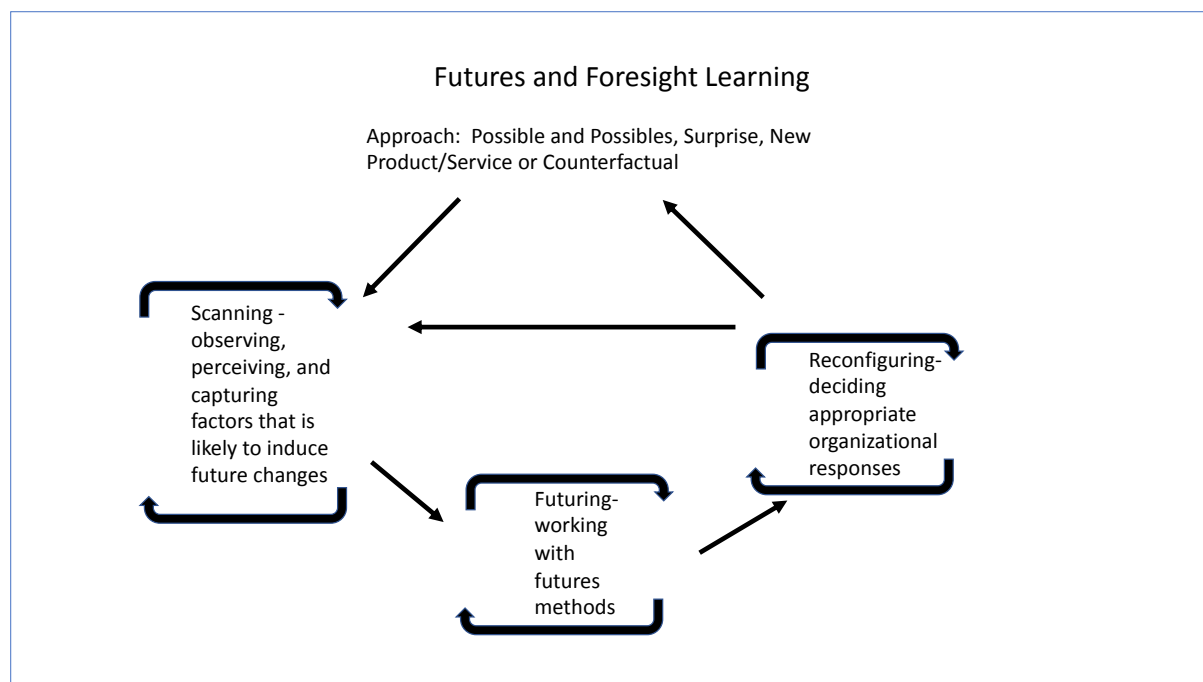 Futures and Foresight Learning
Approach:  Possible and Possibles, Surprise, New
Product/Service or Counterfactual
Scanning -
observing,
perceiving, and
capturing
factors that is
likely to induce
future changes
Reconfiguring-
deciding
appropriate
organizational
responses
Futuring-
working
with
futures
methods